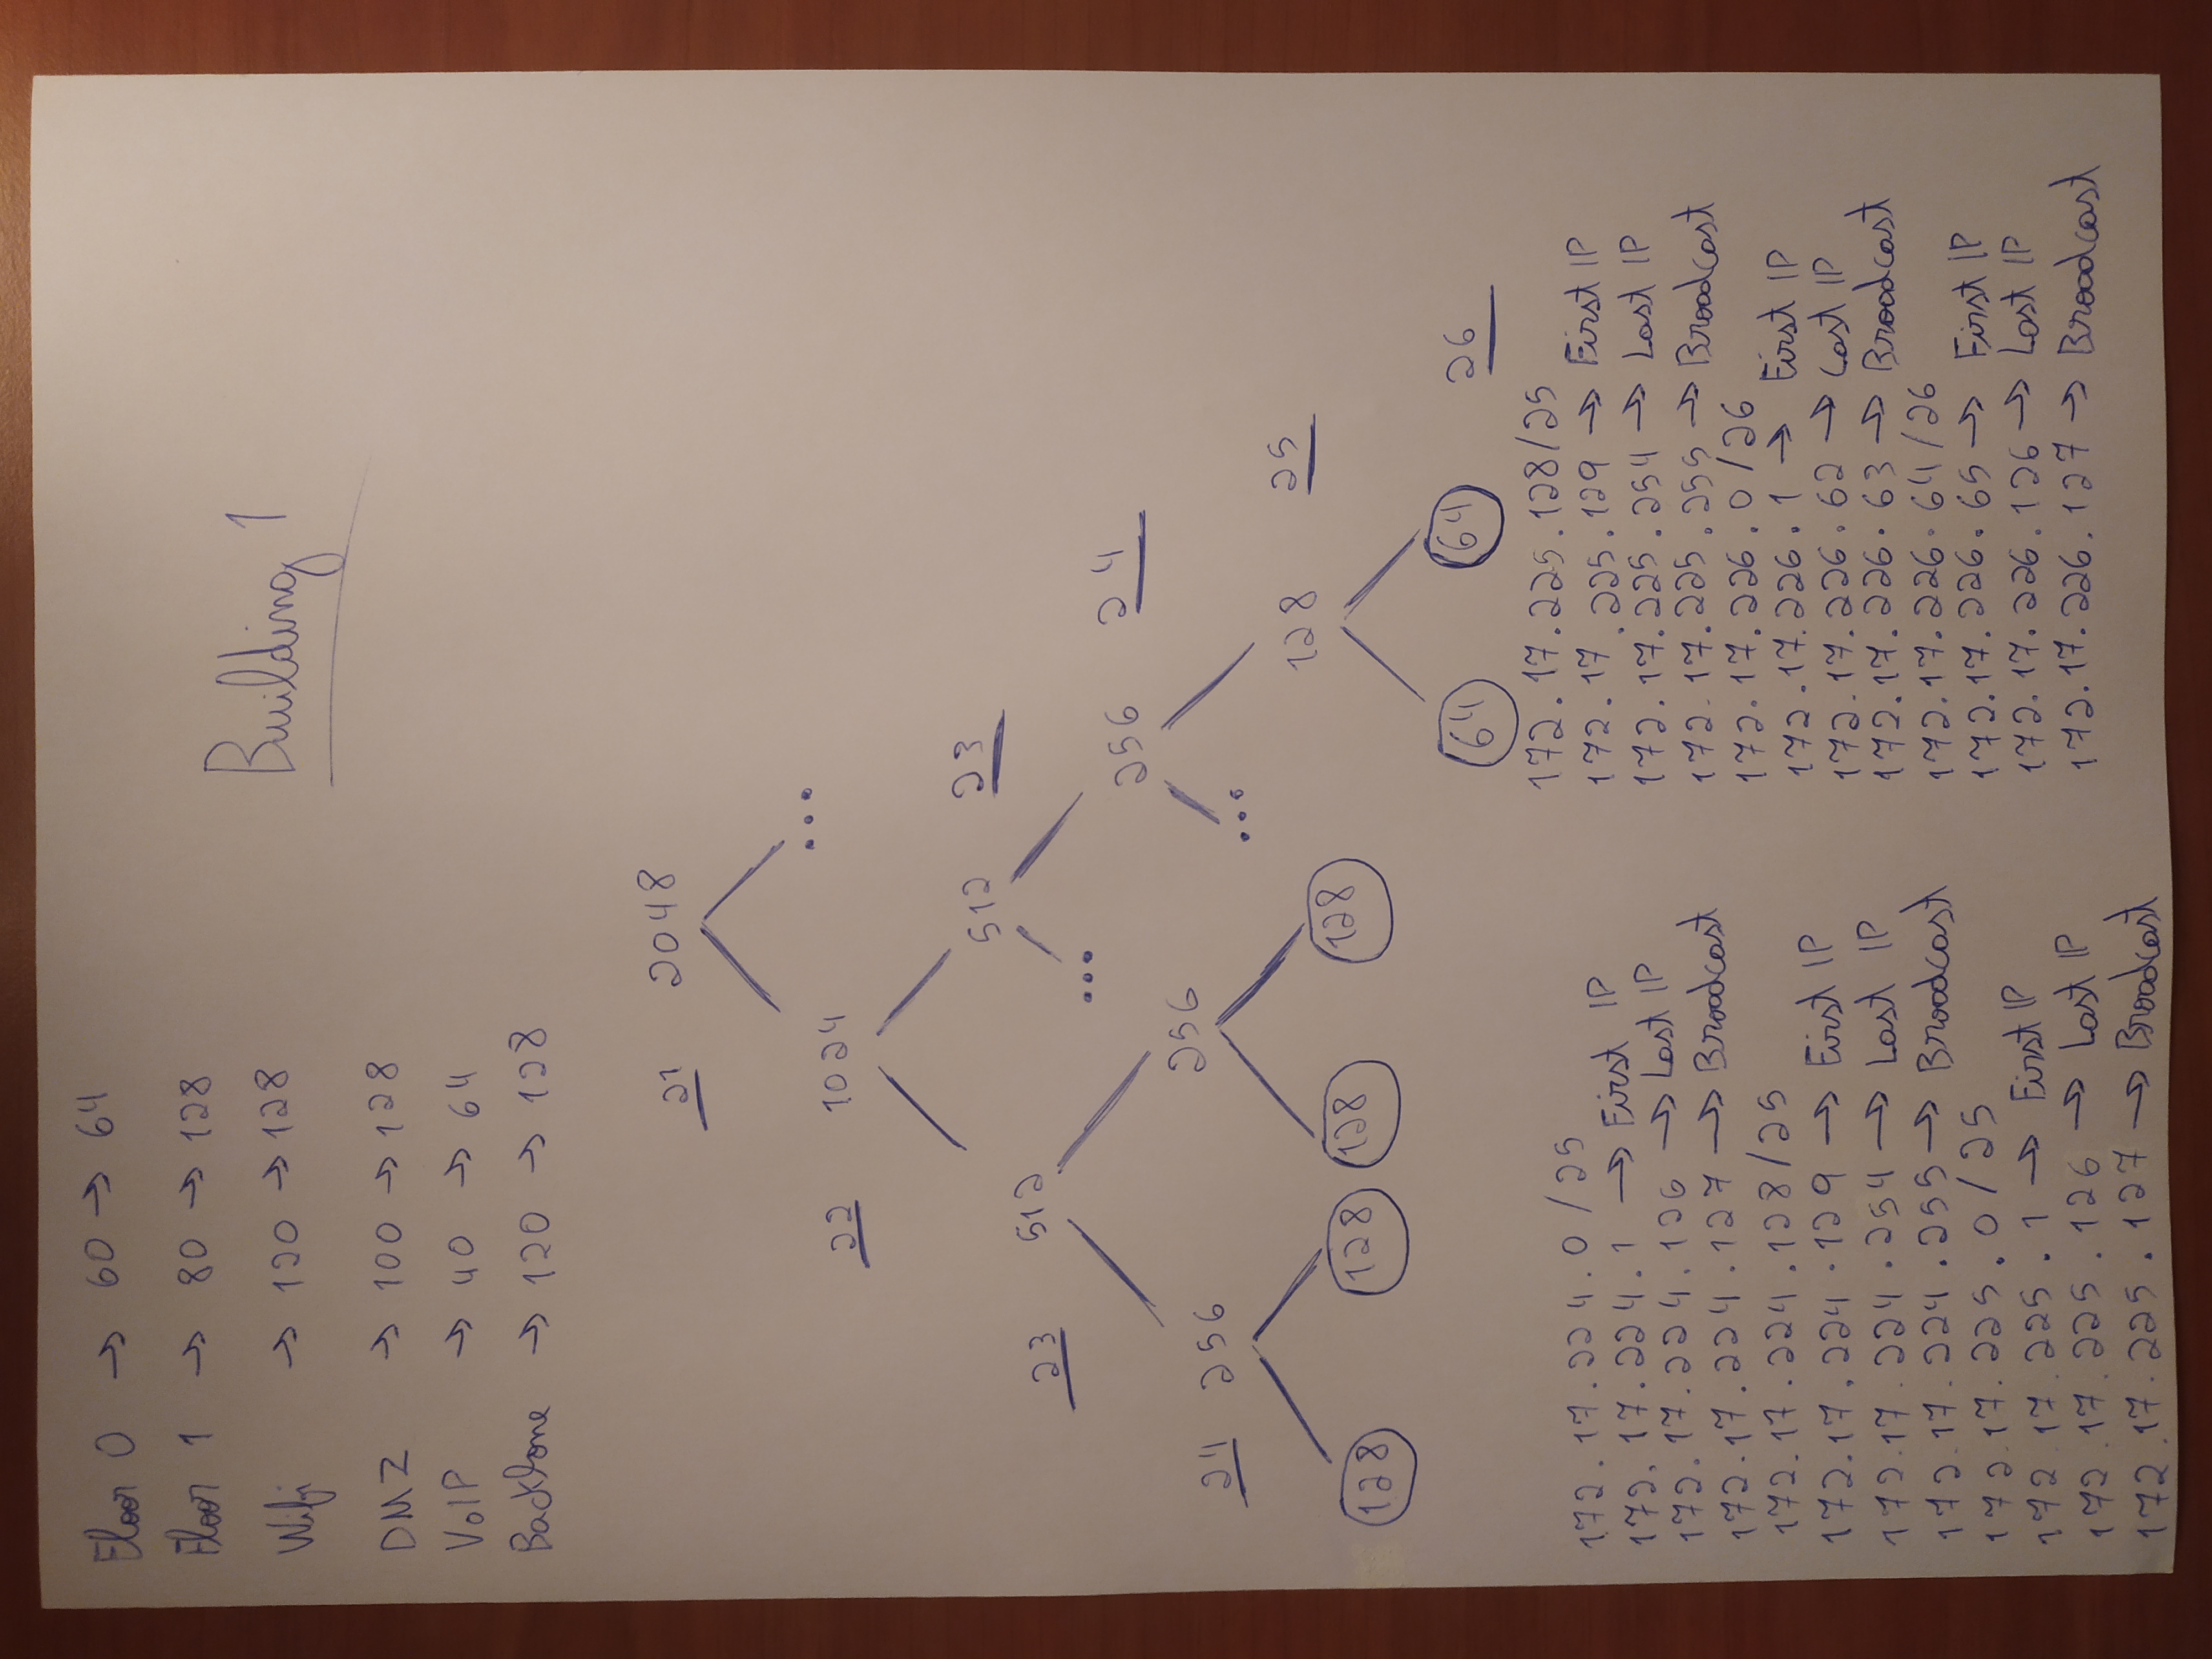 Floor 0 → 60 → 64
Floor 1 → 80 → 128
Building 1
Wifi → 120 → 128
DMZ → 100 → 128
VoIP → 40 → 64
Backbone → 120 → 128
21 2048
...
22 1024
512 23
23 512
...
256 24
24 256 256
...
128 25
128 128 128 128
64 64 26
172.17.224.0/25
172.17.224.1 → First IP
172.17.224.126 → Last IP
172.17.224.127 → Broadcast
172.17.224.128/25
172.17.224.129 → First IP
172.17.224.254 → Last IP
172.17.224.255 → Broadcast
172.17.225.0/25
172.17.225.1 → First IP
172.17.225.126 → Last IP
172.17.225.127 → Broadcast
172.17.225.128/25
172.17.225.129 → First IP
172.17.225.254 → Last IP
172.17.225.255 → Broadcast
172.17.226.0/26
172.17.226.1 → First IP
172.17.226.62 → Last IP
172.17.226.63 → Broadcast
172.17.226.64/26
172.17.226.65 → First IP
172.17.226.126 → Last IP
172.17.226.127 → Broadcast